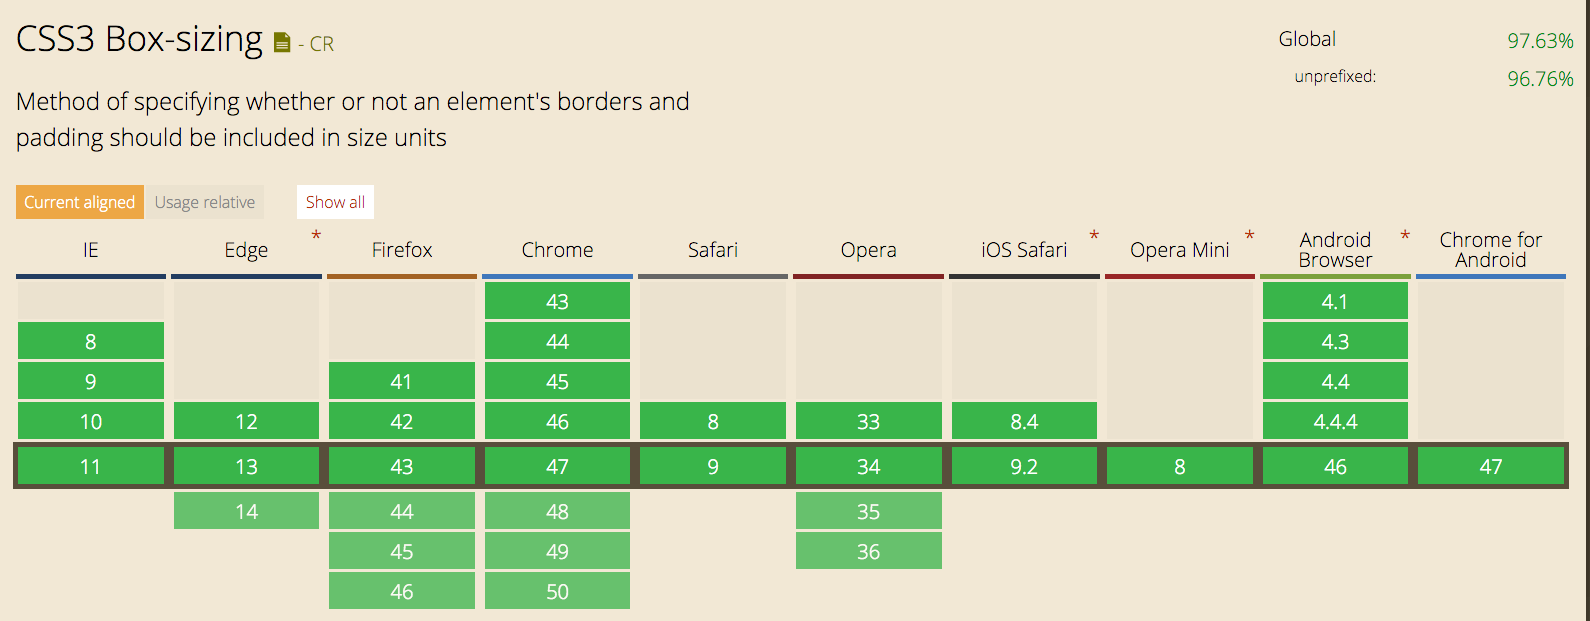 CSS3 Box-sizing - CR
Global 97.63%
unprefixed: 96.76%
Method of specifying whether or not an element's borders and
padding should be included in size units
Current aligned Usage relative Show all
IE Edge * Firefox Chrome Safari Opera iOS Safari * Opera Mini * Android Browser * Chrome for Android
43 4.1
8 44 4.3
9 41 45 4.4
10 12 42 46 8 33 8.4 4.4.4
11 13 43 47 9 34 9.2 8 46 47
14 44 48 35
45 49 36
46 50